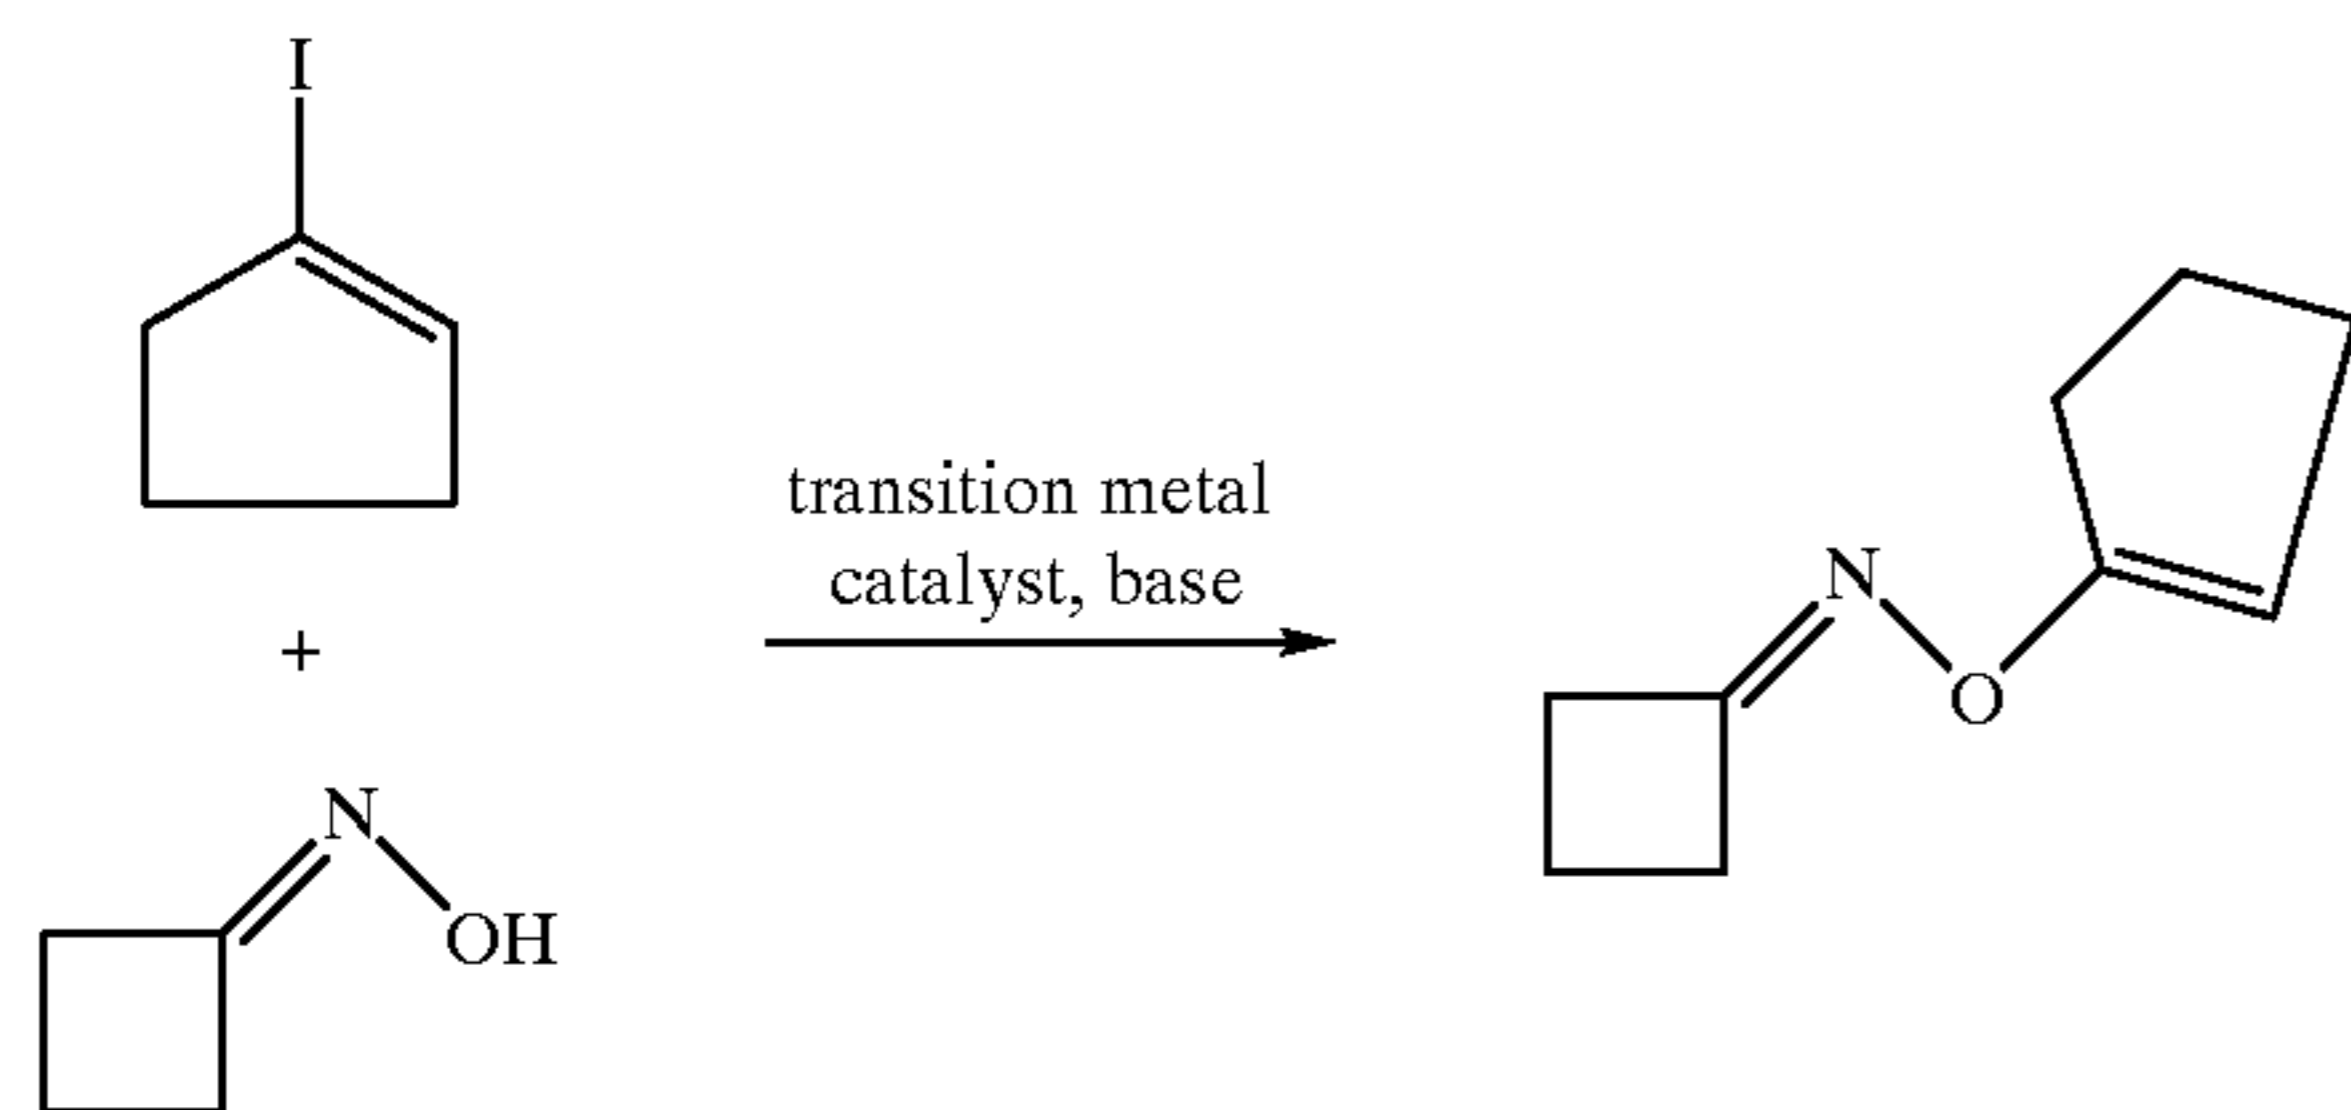 I
+
N
OH
transition metal
catalyst, base
N
O